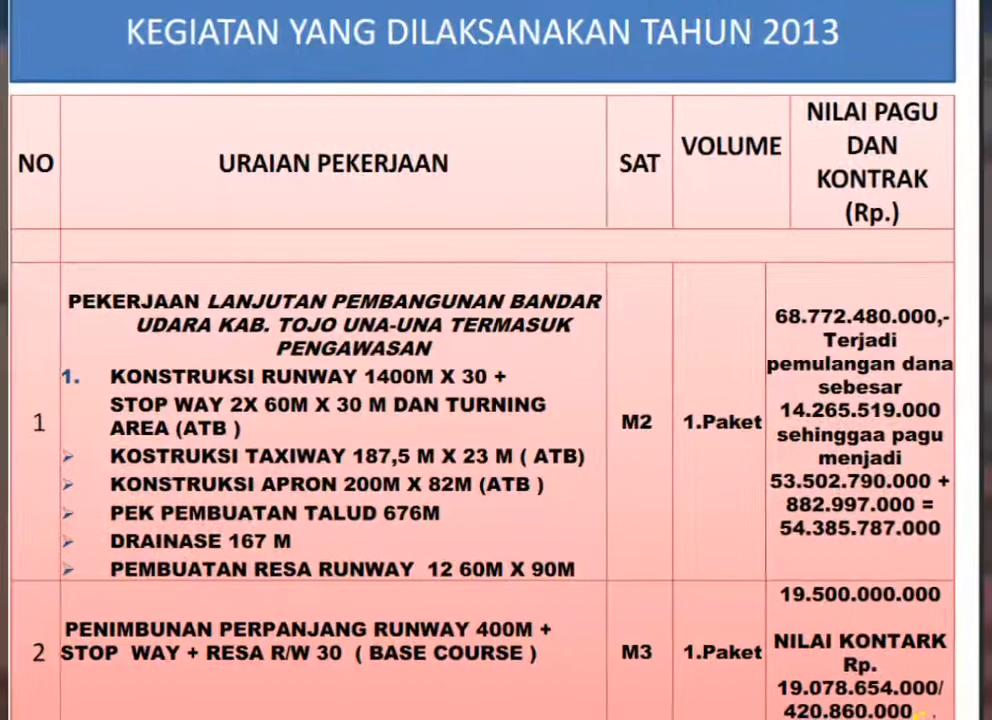 KEGIATAN YANG DILAKSANAKAN TAHUN 2013
NO
URAIAN PEKERJAAN
SAT
VOLUME
NILAI PAGU
DAN
KONTRAK
(Rp.)
1
PEKERJAAN LANJUTAN PEMBANGUNAN BANDAR
UDARA KAB. TOJO UNA-UNA TERMASUK
PENGAWASAN
1. KONSTRUKSI RUNWAY 1400M X 30 +
STOP WAY 2X 60M X 30 M DAN TURNING
AREA (ATB )
➢ KOSTRUKSI TAXIWAY 187,5 M X 23 M ( ATB)
➢ KONSTRUKSI APRON 200M X 82M (ATB )
➢ PEK PEMBUATAN TALUD 676M
➢ DRAINASE 167 M
➢ PEMBUATAN RESA RUNWAY 12 60M X 90M
M2
1.Paket
68.772.480.000,-
Terjadi
pemulangan dana
sebesar
14.265.519.000
sehinggaa pagu
menjadi
53.502.790.000 +
882.997.000 =
54.385.787.000
2
PENIMBUNAN PERPANJANG RUNWAY 400M +
STOP WAY + RESA R/W 30 ( BASE COURSE )
M3
1.Paket
19.500.000.000
NILAI KONTARK
Rp.
19.078.654.000/
420.860.000